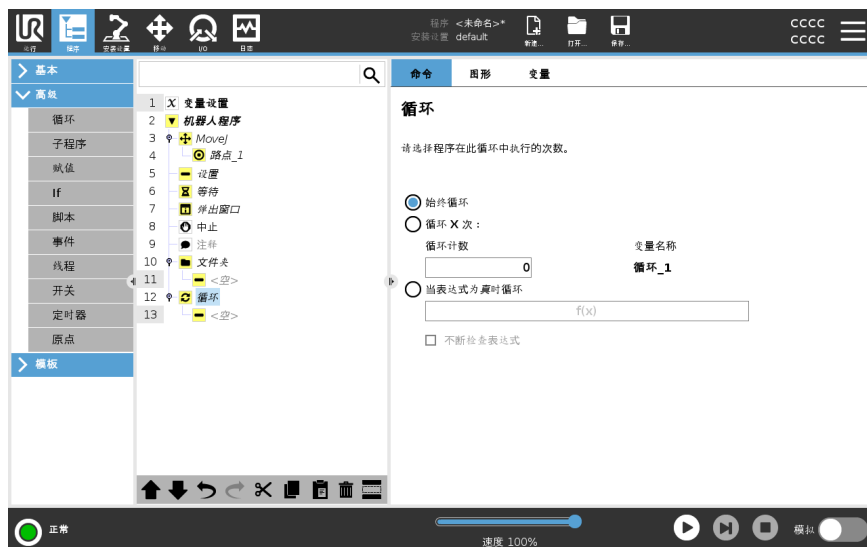 UR
运行
程序
安装设置
移动
I/O
日志
程序 <未命名>*
安装设置 default
新建...
打开...
保存...
CCCC
CCCC
基本
高级
循环
子程序
赋值
If
脚本
事件
线程
开关
定时器
原点
模板
1 X 变量设置
2 机器人程序
3 MoveJ
4 路点_1
5 设置
6 等待
7 弹出窗口
8 中止
9 注释
10 文件夹
11 <空>
12 循环
13 <空>
命令 图形 变量
循环
请选择程序在此循环中执行的次数。
始终循环
循环 X 次：
循环计数 变量名称
0 循环_1
当表达式为真时循环
f(x)
不断检查表达式
正常
速度 100%
模拟